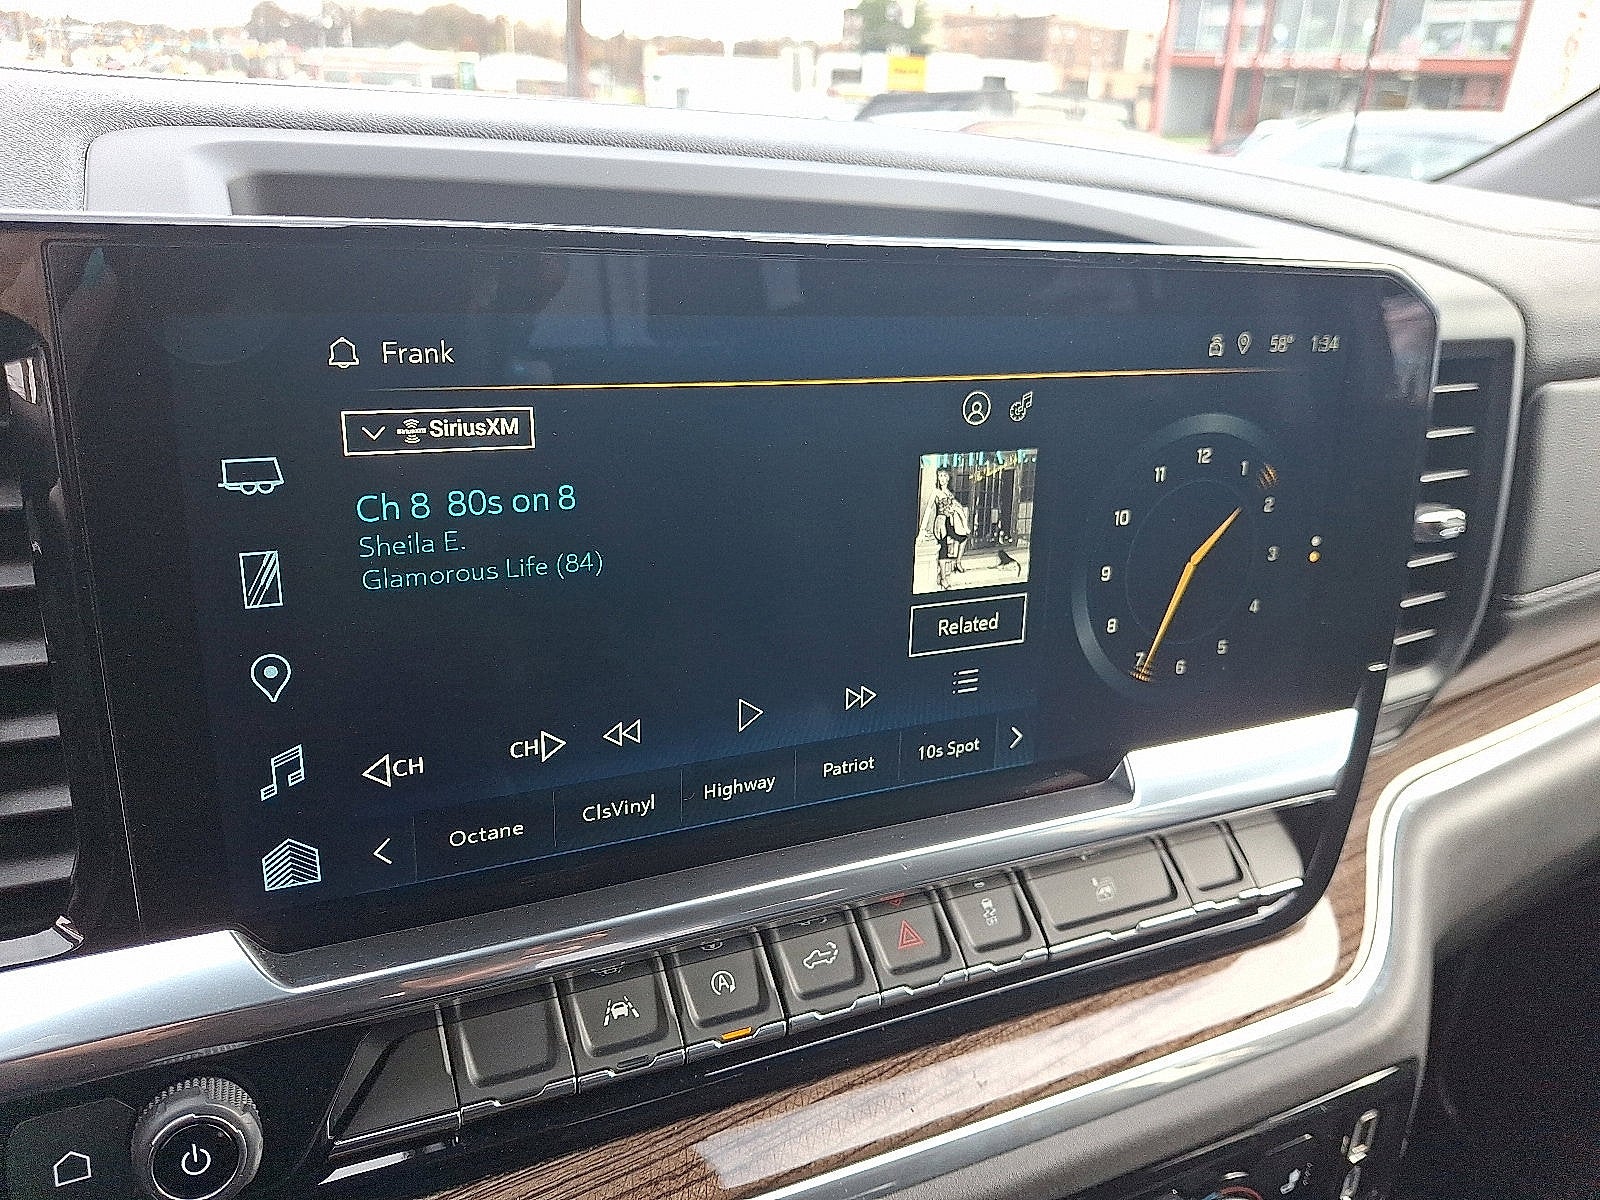 Frank
58° 1:34
SiriusXM
Ch 8 80s on 8
Sheila E.
Glamorous Life (84)
SHEILA E.
Related
12
1
2
3
4
5
6
7
8
9
10
11
CH
CH
Octane
ClsVinyl
Highway
Patriot
10s Spot
A